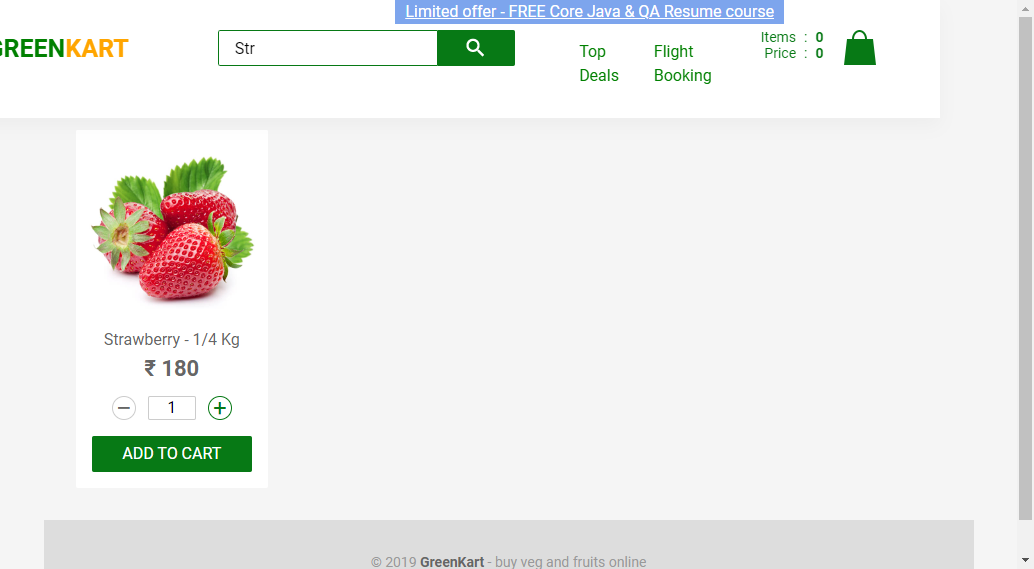 Limited offer - FREE Core Java & QA Resume course
GREENKART
Str
Top Deals
Flight Booking
Items : 0
Price : 0
Strawberry - 1/4 Kg
₹ 180
1
ADD TO CART
© 2019 GreenKart - buy veg and fruits online